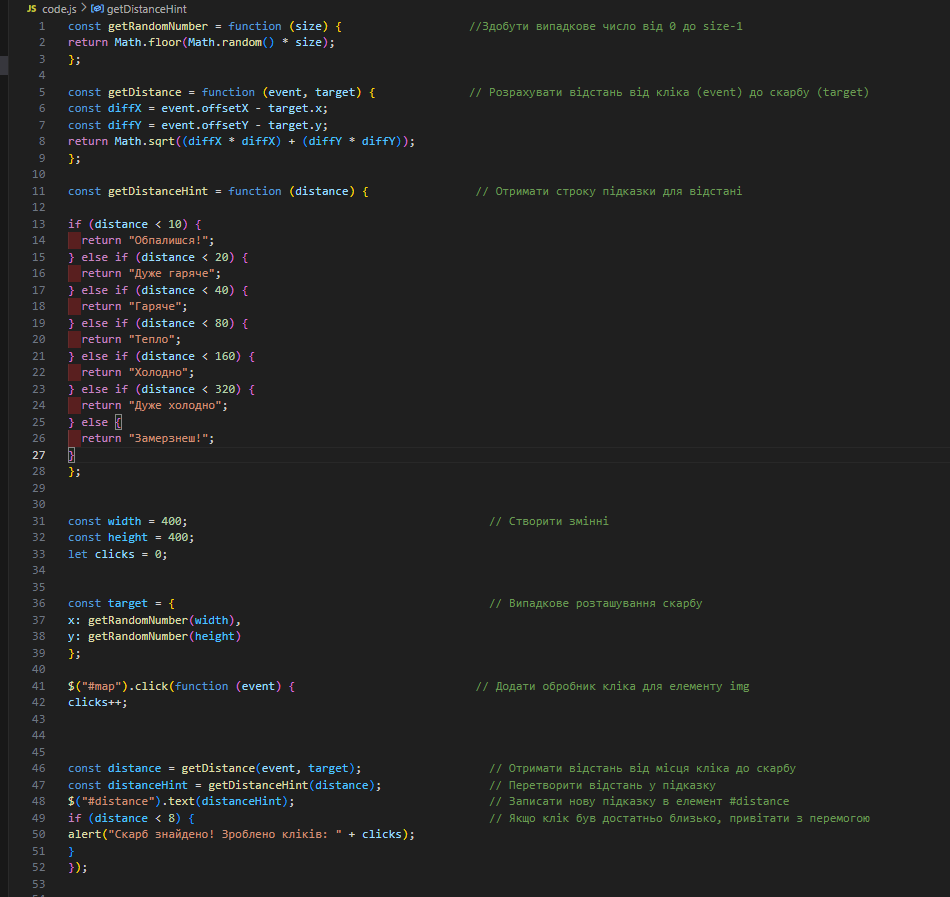 JS code.js > getDistanceHint
1 const getRandomNumber = function (size) { //Здобути випадкове число від 0 до size-1
2 return Math.floor(Math.random() * size);
3 };
4
5 const getDistance = function (event, target) { // Розрахувати відстань від кліка (event) до скарбу (target)
6 const diffX = event.offsetX - target.x;
7 const diffY = event.offsetY - target.y;
8 return Math.sqrt((diffX * diffX) + (diffY * diffY));
9 };
10
11 const getDistanceHint = function (distance) { // Отримати строку підказки для відстані
12
13 if (distance < 10) {
14 return "Обпалишся!";
15 } else if (distance < 20) {
16 return "Дуже гаряче";
17 } else if (distance < 40) {
18 return "Гаряче";
19 } else if (distance < 80) {
20 return "Тепло";
21 } else if (distance < 160) {
22 return "Холодно";
23 } else if (distance < 320) {
24 return "Дуже холодно";
25 } else {
26 return "Замерзнеш!";
27 }
28 };
29
30
31 const width = 400; // Створити змінні
32 const height = 400;
33 let clicks = 0;
34
35
36 const target = { // Випадкове розташування скарбу
37 x: getRandomNumber(width),
38 y: getRandomNumber(height)
39 };
40
41 $("#map").click(function (event) { // Додати обробник кліка для елементу img
42 clicks++;
43
44
45
46 const distance = getDistance(event, target); // Отримати відстань від місця кліка до скарбу
47 const distanceHint = getDistanceHint(distance); // Перетворити відстань у підказку
48 $("#distance").text(distanceHint); // Записати нову підказку в елемент #distance
49 if (distance < 8) { // Якщо клік був достатньо близько, привітати з перемогою
50 alert("Скарб знайдено! Зроблено кліків: " + clicks);
51 }
52 });
53